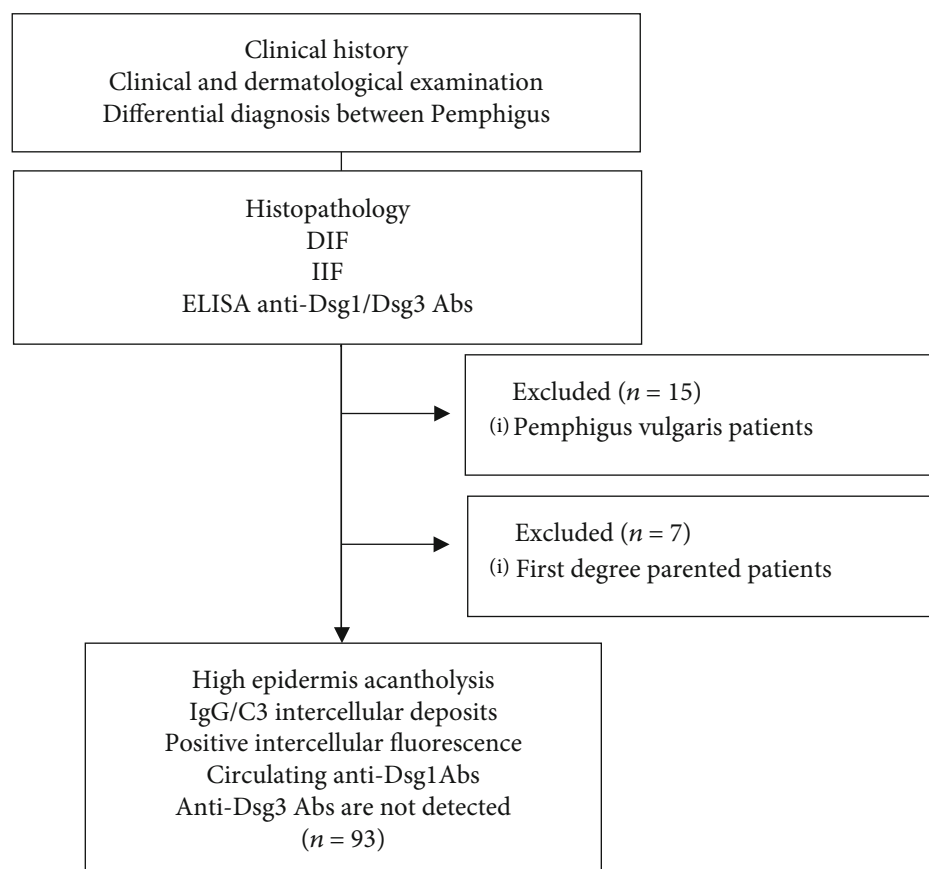 Clinical history
Clinical and dermatological examination
Differential diagnosis between Pemphigus
Histopathology
DIF
IIF
ELISA anti-Dsg1/Dsg3 Abs
Excluded (n = 15)
(i) Pemphigus vulgaris patients
Excluded (n = 7)
(i) First degree parented patients
High epidermis acantholysis
IgG/C3 intercellular deposits
Positive intercellular fluorescence
Circulating anti-Dsg1Abs
Anti-Dsg3 Abs are not detected
(n = 93)